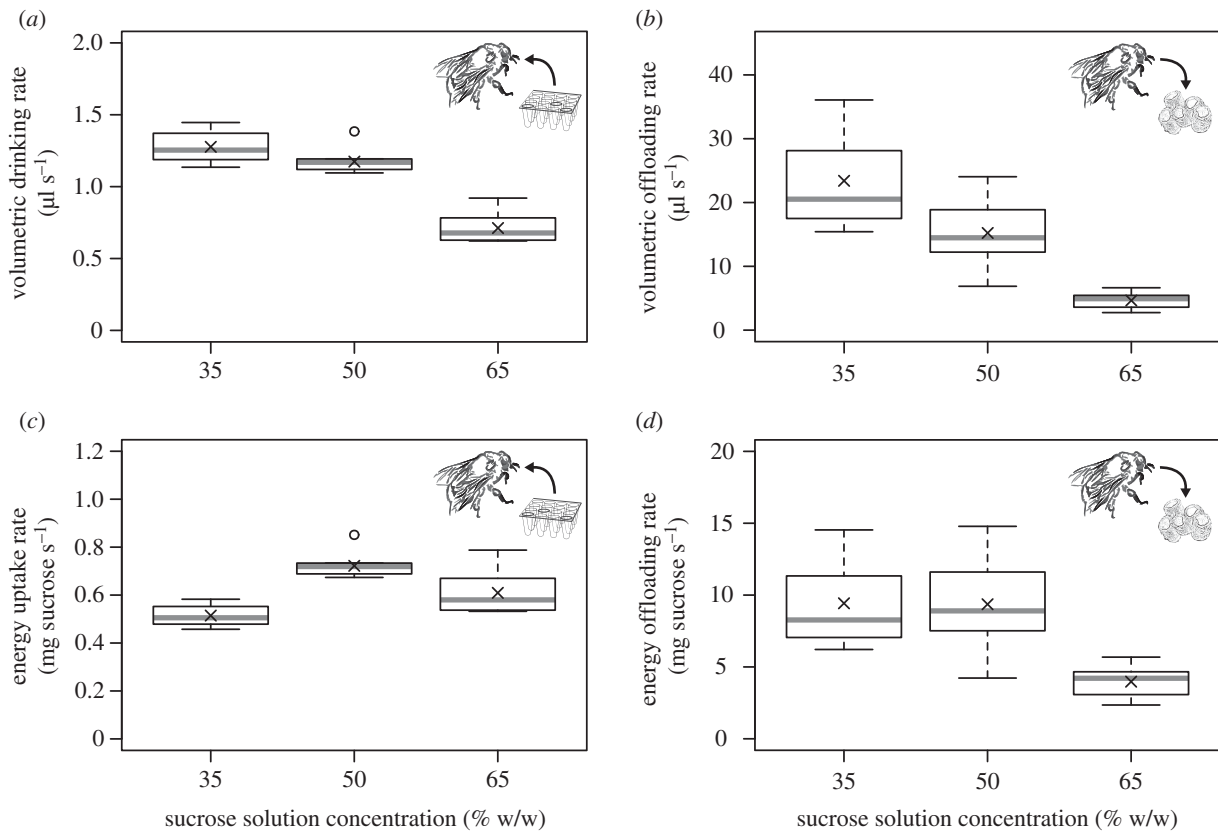 (a)
2.0
1.5
1.0
0.5
0
volumetric drinking rate
(µl s⁻¹)
35
50
65
(b)
40
30
20
10
0
volumetric offloading rate
(µl s⁻¹)
35
50
65
(c)
1.2
1.0
0.8
0.6
0.4
0.2
0
energy uptake rate
(mg sucrose s⁻¹)
35
50
65
sucrose solution concentration (% w/w)
(d)
20
15
10
5
0
energy offloading rate
(mg sucrose s⁻¹)
35
50
65
sucrose solution concentration (% w/w)